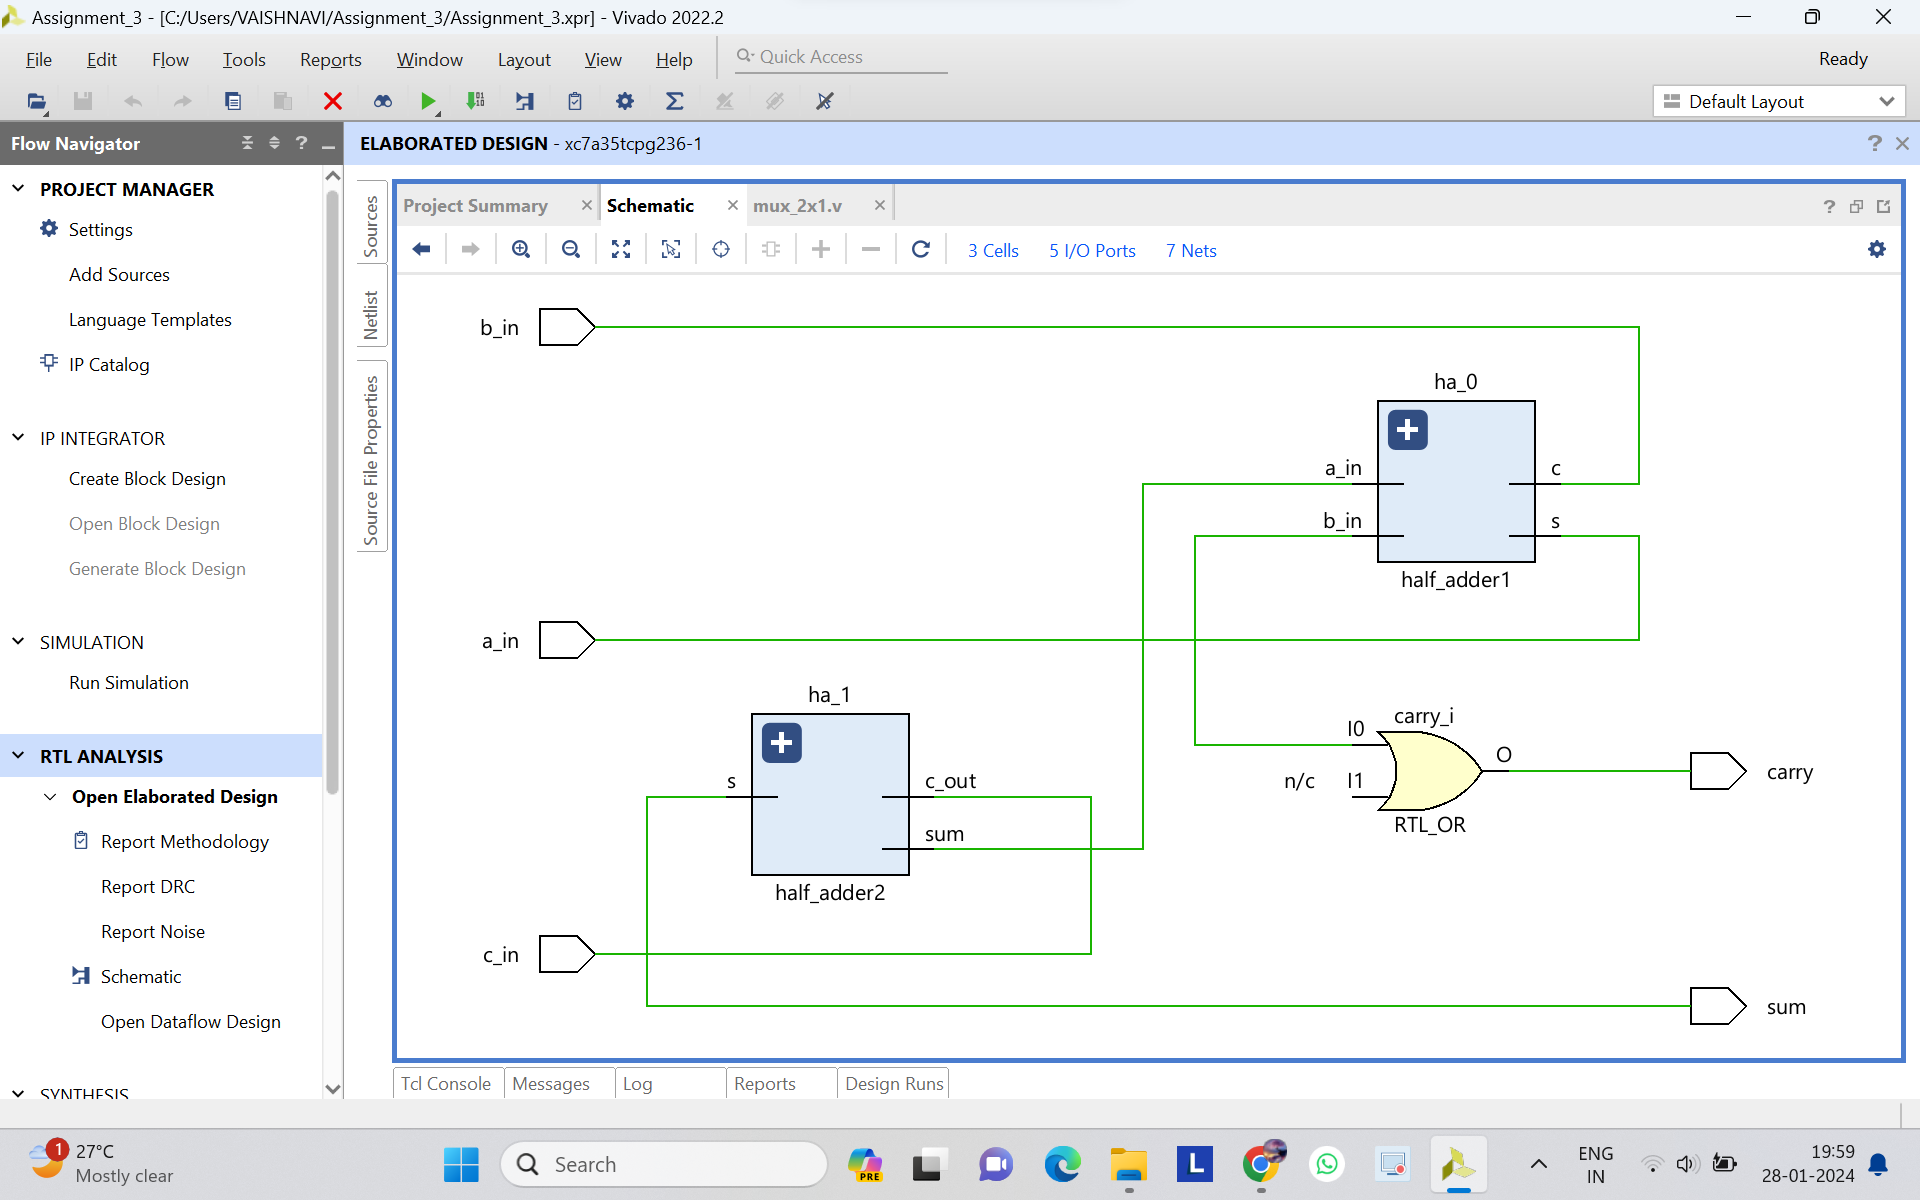 Assignment_3 - [C:/Users/VAISHNAVI/Assignment_3/Assignment_3.xpr] - Vivado 2022.2
File Edit Flow Tools Reports Window Layout View Help Quick Access Ready
Default Layout
Flow Navigator
ELABORATED DESIGN - xc7a35tcpg236-1
PROJECT MANAGER
Settings
Add Sources
Language Templates
IP Catalog
IP INTEGRATOR
Create Block Design
Open Block Design
Generate Block Design
SIMULATION
Run Simulation
RTL ANALYSIS
Open Elaborated Design
Report Methodology
Report DRC
Report Noise
Schematic
Open Dataflow Design
SYNTHESIS
Sources
Netlist
Source File Properties
Project Summary Schematic mux_2x1.v
3 Cells 5 I/O Ports 7 Nets
b_in
ha_0
a_in c
b_in s
half_adder1
a_in
ha_1
s c_out
sum
half_adder2
carry_i
I0
O
n/c I1
RTL_OR
carry
c_in
sum
Tcl Console Messages Log Reports Design Runs
1
27°C
Mostly clear
Search
PRE
L
ENG
IN
19:59
28-01-2024